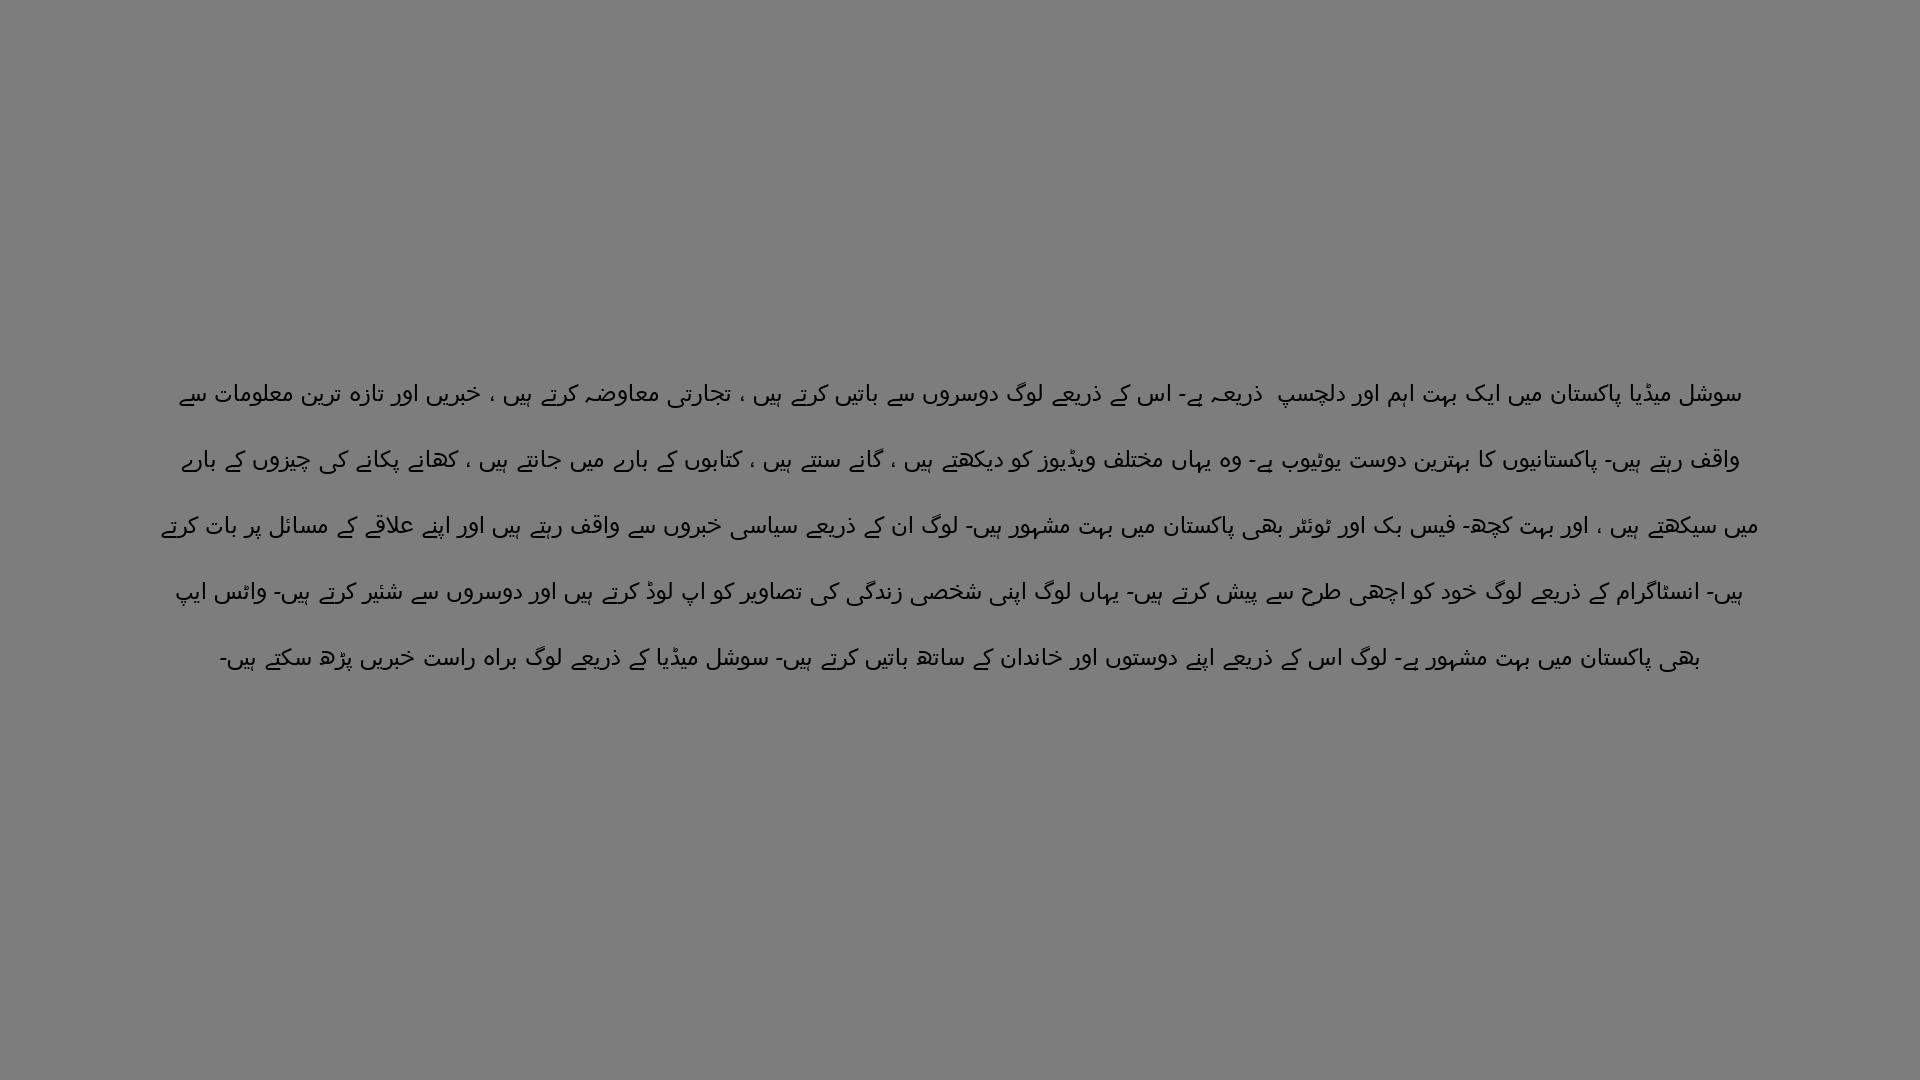 سوشل میڈیا پاکستان میں ایک بہت اہم اور دلچسپ  ذریعہ ہے۔ اس کے ذریعے لوگ دوسروں سے باتیں کرتے ہیں ، تجارتی معاوضہ کرتے ہیں ، خبریں اور تازہ ترین معلومات سے
واقف رہتے ہیں۔ پاکستانیوں کا بہترین دوست یوٹیوب ہے۔ وہ یہاں مختلف ویڈیوز کو دیکھتے ہیں ، گانے سنتے ہیں ، کتابوں کے بارے میں جانتے ہیں ، کھانے پکانے کی چیزوں کے بارے
میں سیکھتے ہیں ، اور بہت کچھ۔ فیس بک اور ٹوئٹر بھی پاکستان میں بہت مشہور ہیں۔ لوگ ان کے ذریعے سیاسی خبروں سے واقف رہتے ہیں اور اپنے علاقے کے مسائل پر بات کرتے
ہیں۔ انسٹاگرام کے ذریعے لوگ خود کو اچھی طرح سے پیش کرتے ہیں۔ یہاں لوگ اپنی شخصی زندگی کی تصاویر کو اپ لوڈ کرتے ہیں اور دوسروں سے شئیر کرتے ہیں۔ واٹس ایپ
بھی پاکستان میں بہت مشہور ہے۔ لوگ اس کے ذریعے اپنے دوستوں اور خاندان کے ساتھ باتیں کرتے ہیں۔ سوشل میڈیا کے ذریعے لوگ براہ راست خبریں پڑھ سکتے ہیں۔